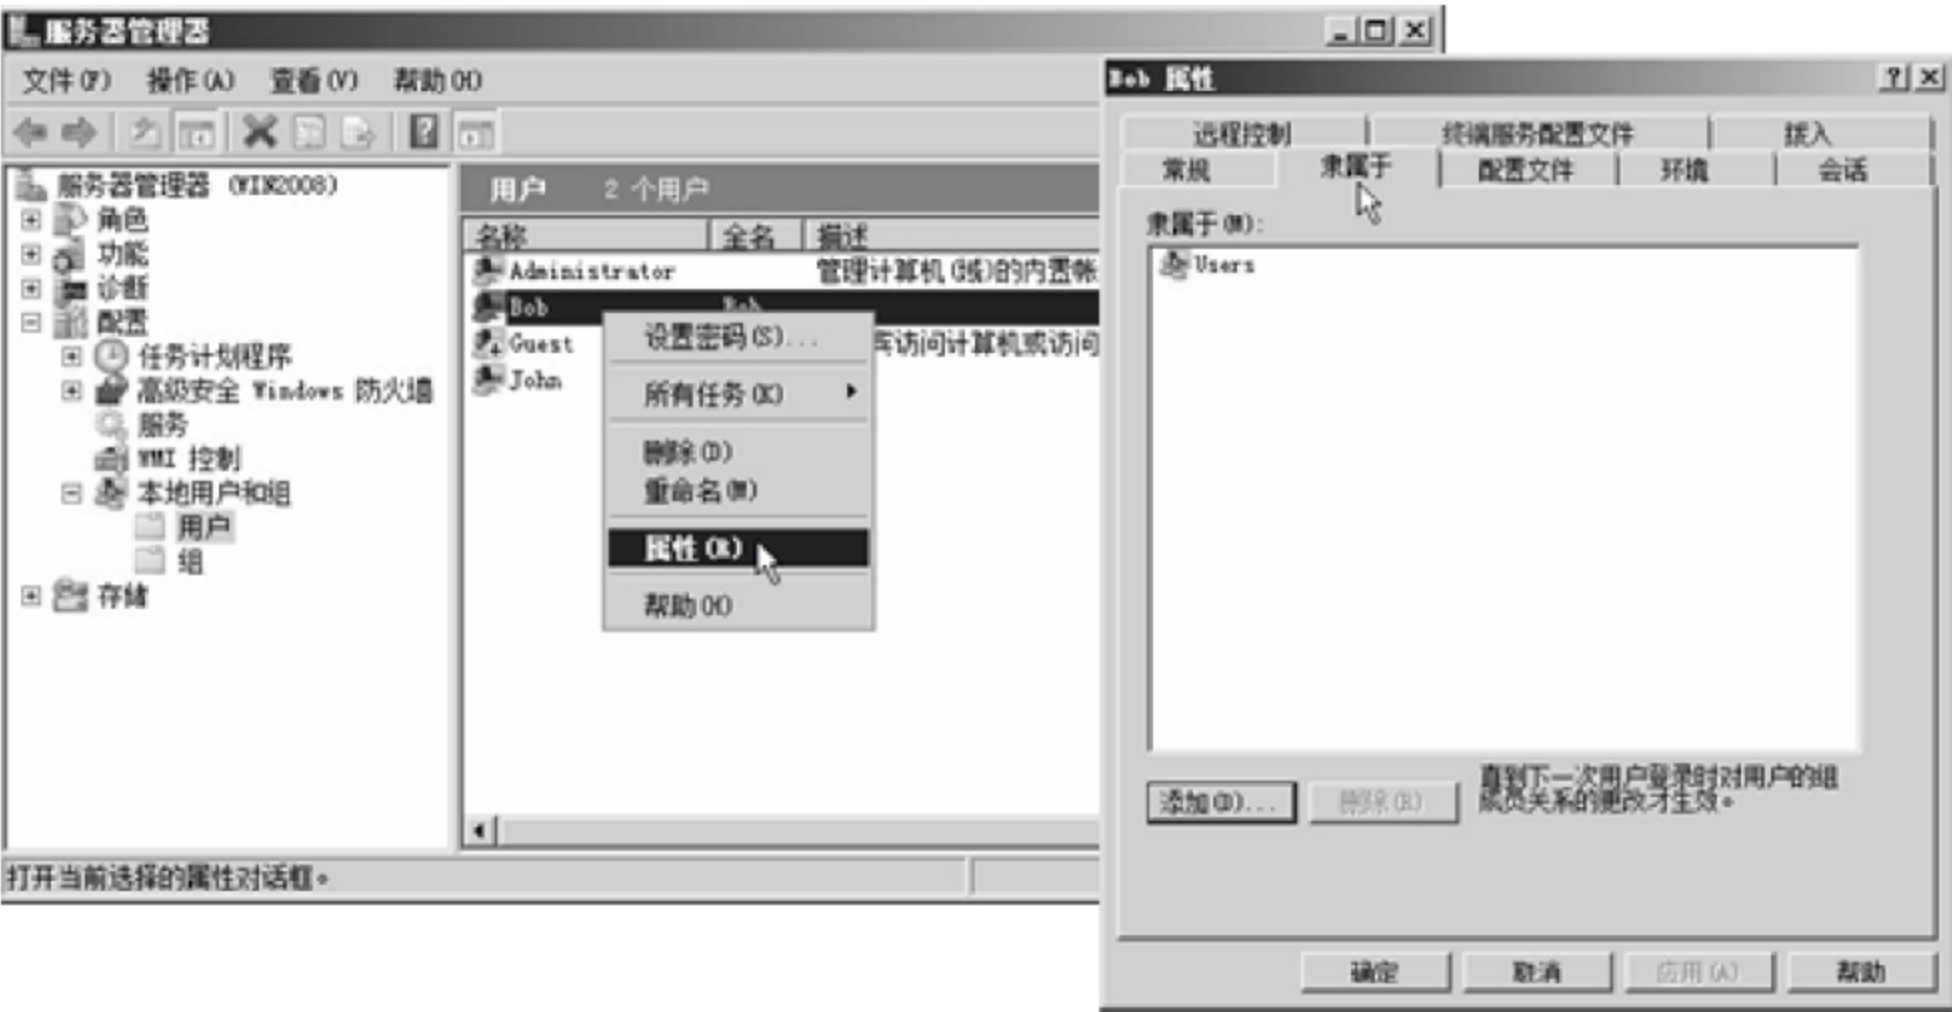 服务器管理器
文件(F) 操作(A) 查看(V) 帮助(H)
服务器管理器 (WIN2008)
角色
功能
诊断
配置
任务计划程序
高级安全 Windows 防火墙
服务
WMI 控制
本地用户和组
用户
组
存储
用户 2 个用户
名称 全名 描述
Administrator 管理计算机(域)的内置帐
Bob Bob
Guest 访问计算机或访问
John
设置密码(S)...
所有任务(K)
删除(D)
重命名(M)
属性(R)
帮助(H)
打开当前选择的属性对话框。
Bob 属性
远程控制 终端服务配置文件 拨入
常规 隶属于 配置文件 环境 会话
隶属于(M):
Users
添加(D)... 删除(R)
直到下一次用户登录时对用户的组
成员关系的更改才生效。
确定 取消 应用(A) 帮助